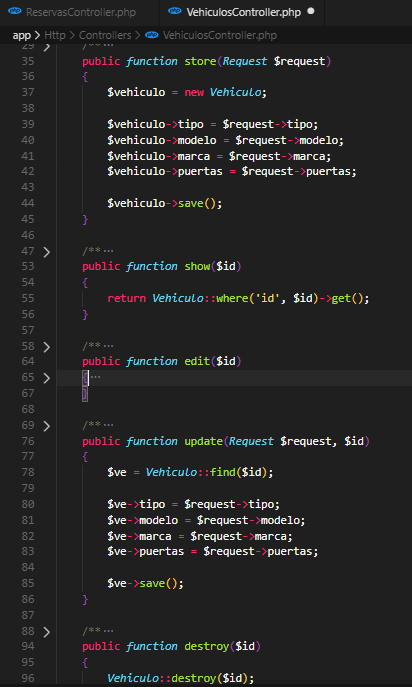 ReservasController.php
VehiculosController.php ●
app > Http > Controllers > VehiculosController.php
29 > /** ···
35 public function store(Request $request)
36 {
37 $vehiculo = new Vehiculo;
38
39 $vehiculo->tipo = $request->tipo;
40 $vehiculo->modelo = $request->modelo;
41 $vehiculo->marca = $request->marca;
42 $vehiculo->puertas = $request->puertas;
43
44 $vehiculo->save();
45 }
46
47 > /** ···
53 public function show($id)
54 {
55 return Vehiculo::where('id', $id)->get();
56 }
57
58 > /** ···
64 public function edit($id)
65 > { ···
67 }
68
69 > /** ···
76 public function update(Request $request, $id)
77 {
78 $ve = Vehiculo::find($id);
79
80 $ve->tipo = $request->tipo;
81 $ve->modelo = $request->modelo;
82 $ve->marca = $request->marca;
83 $ve->puertas = $request->puertas;
84
85 $ve->save();
86 }
87
88 > /** ···
94 public function destroy($id)
95 {
96 Vehiculo::destroy($id);